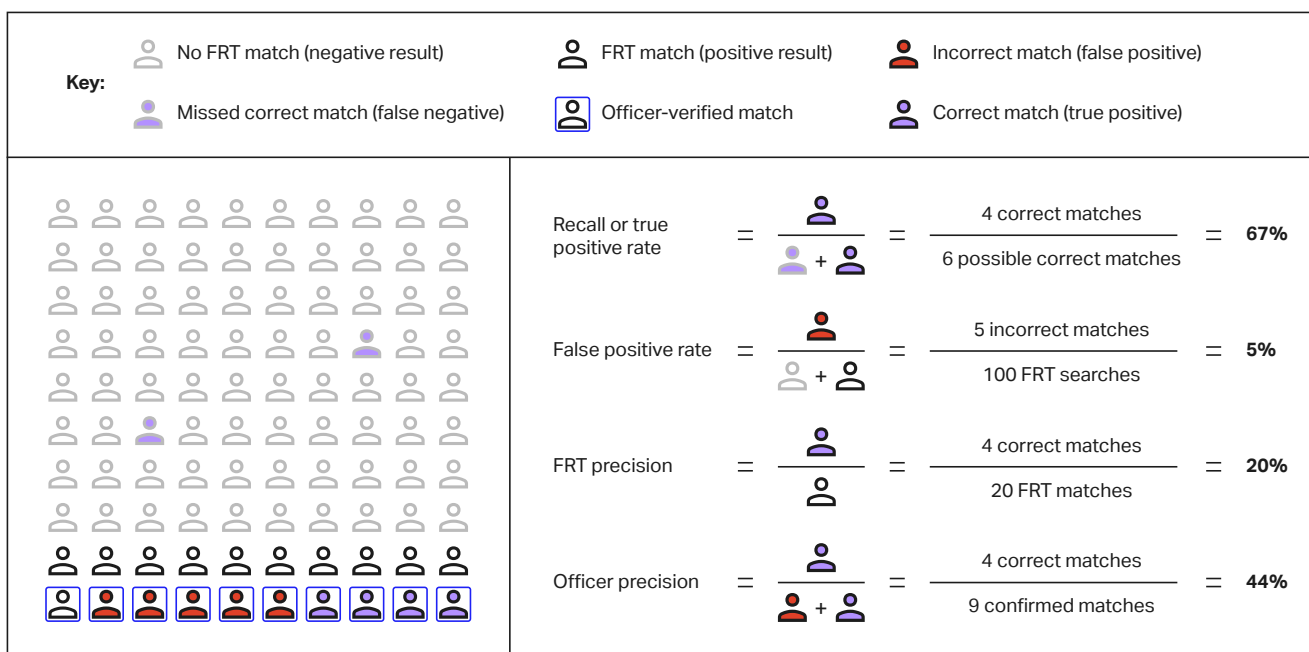 Key:
No FRT match (negative result)
FRT match (positive result)
Incorrect match (false positive)
Missed correct match (false negative)
Officer-verified match
Correct match (true positive)
Recall or true
positive rate
=
+
=
4 correct matches
6 possible correct matches
=
67%
False positive rate
=
+
=
5 incorrect matches
100 FRT searches
=
5%
FRT precision
=
=
4 correct matches
20 FRT matches
=
20%
Officer precision
=
+
=
4 correct matches
9 confirmed matches
=
44%